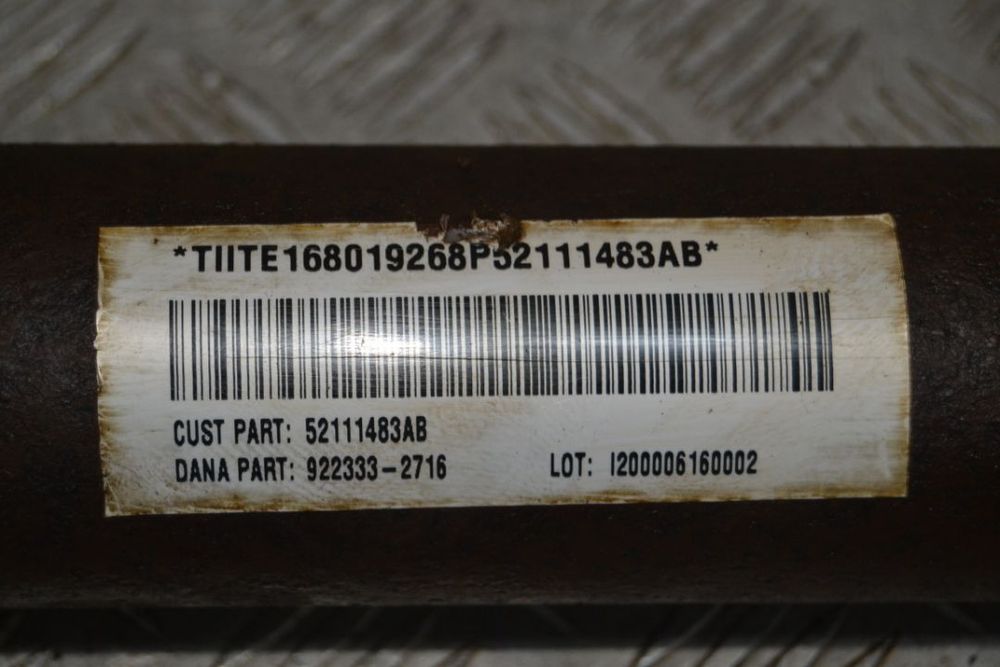 *TIITE168019268P52111483AB*
CUST PART: 52111483AB
DANA PART: 922333-2716 LOT: I200006160002